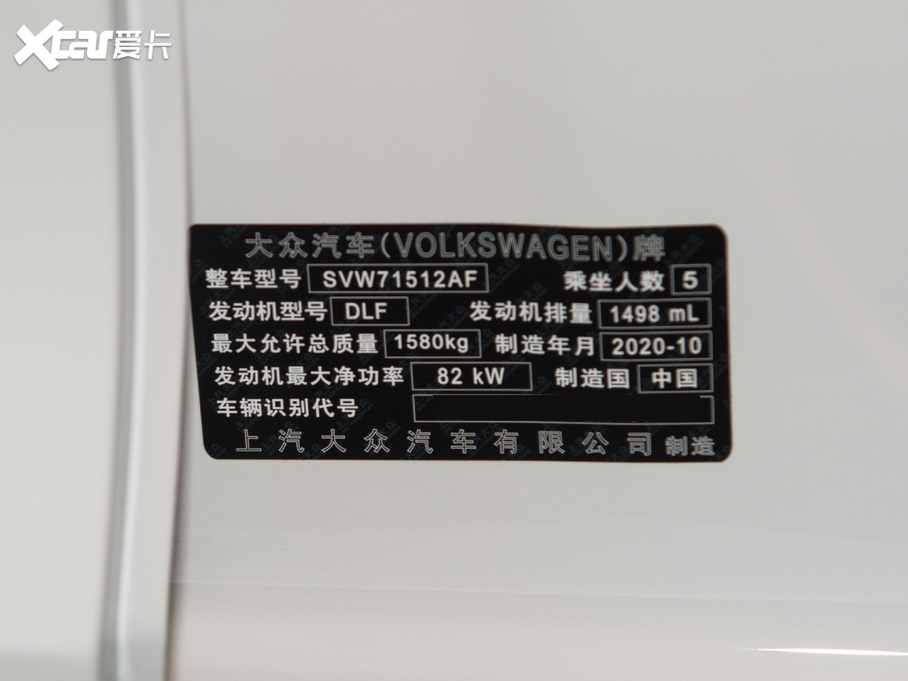 Xcar爱卡
大众汽车(VOLKSWAGEN)牌
整车型号 SVW71512AF 乘坐人数 5
发动机型号 DLF 发动机排量 1498 mL
最大允许总质量 1580kg 制造年月 2020-10
发动机最大净功率 82 kW 制造国 中国
车辆识别代号
上汽大众汽车有限公司 制造